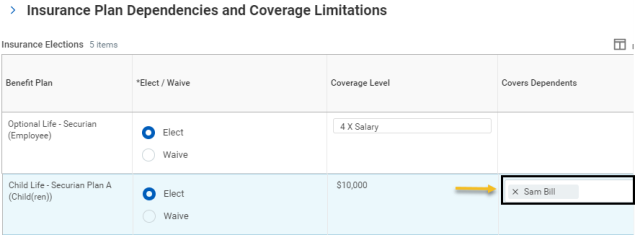 Insurance Plan Dependencies and Coverage Limitations
Insurance Elections 5 items
Benefit Plan *Elect / Waive Coverage Level Covers Dependents
Optional Life - Securian
(Employee)
Elect
Waive
4 X Salary
Child Life - Securian Plan A
(Child(ren))
Elect
Waive
$10,000
× Sam Bill